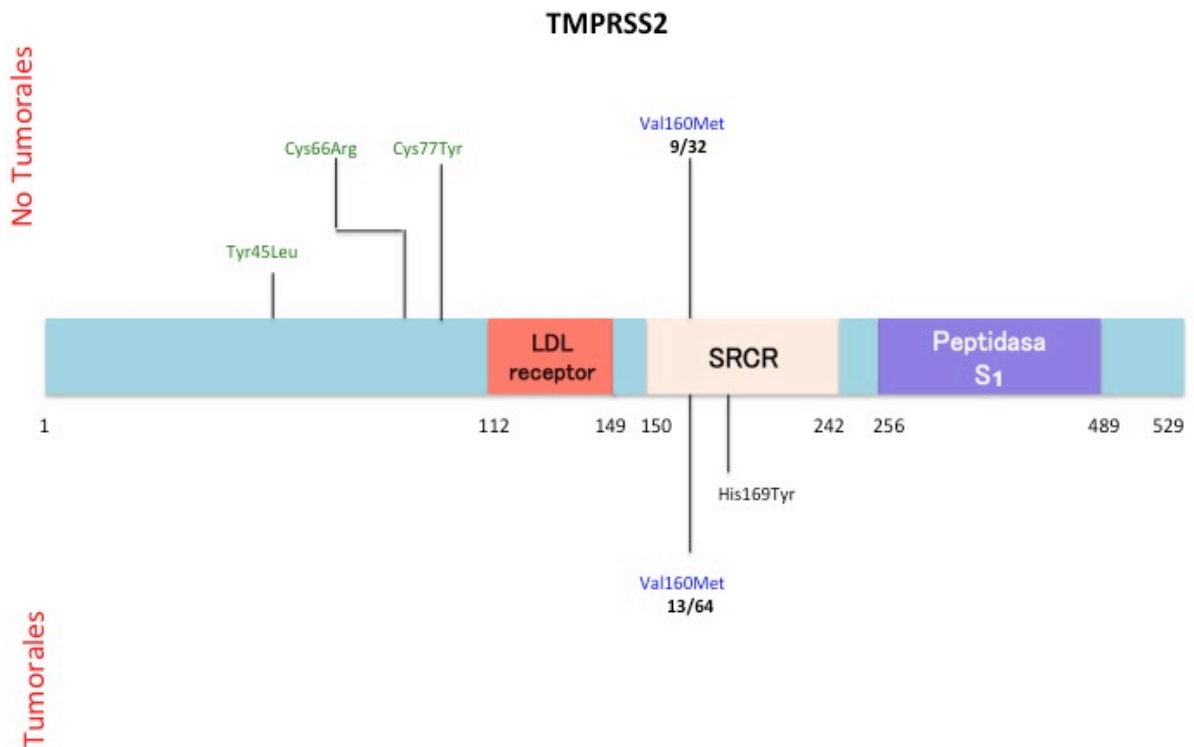 TMPRSS2
No Tumorales
Val160Met
9/32
Cys66Arg
Cys77Tyr
Tyr45Leu
LDL
receptor
SRCR
Peptidasa
S1
1
112
149
150
242
256
489
529
His169Tyr
Val160Met
13/64
Tumorales